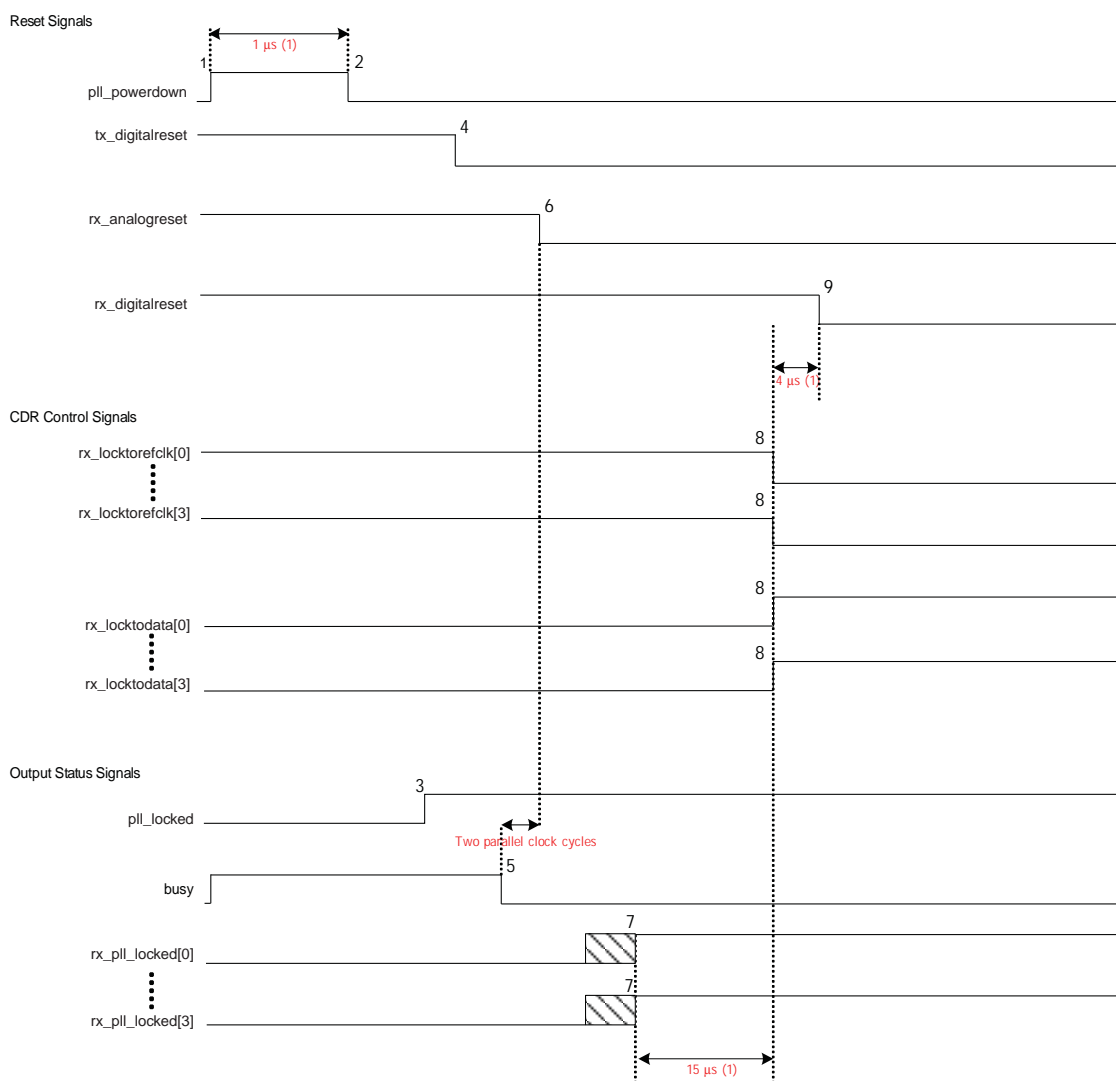 Reset Signals
1 µs (1)
1
2
pll_powerdown
4
tx_digitalreset
6
rx_analogreset
9
rx_digitalreset
4 µs (1)
CDR Control Signals
8
rx_locktorefclk[0]
8
rx_locktorefclk[3]
8
rx_locktodata[0]
8
rx_locktodata[3]
Output Status Signals
3
pll_locked
Two parallel clock cycles
5
busy
7
rx_pll_locked[0]
7
rx_pll_locked[3]
15 µs (1)